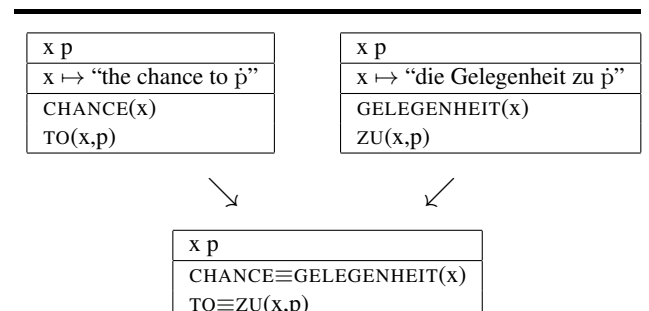 x p
x ↦ “the chance to ṗ”
CHANCE(x)
TO(x,p)
x p
x ↦ “die Gelegenheit zu ṗ”
GELEGENHEIT(x)
ZU(x,p)
x p
CHANCE≡GELEGENHEIT(x)
TO≡ZU(x,p)